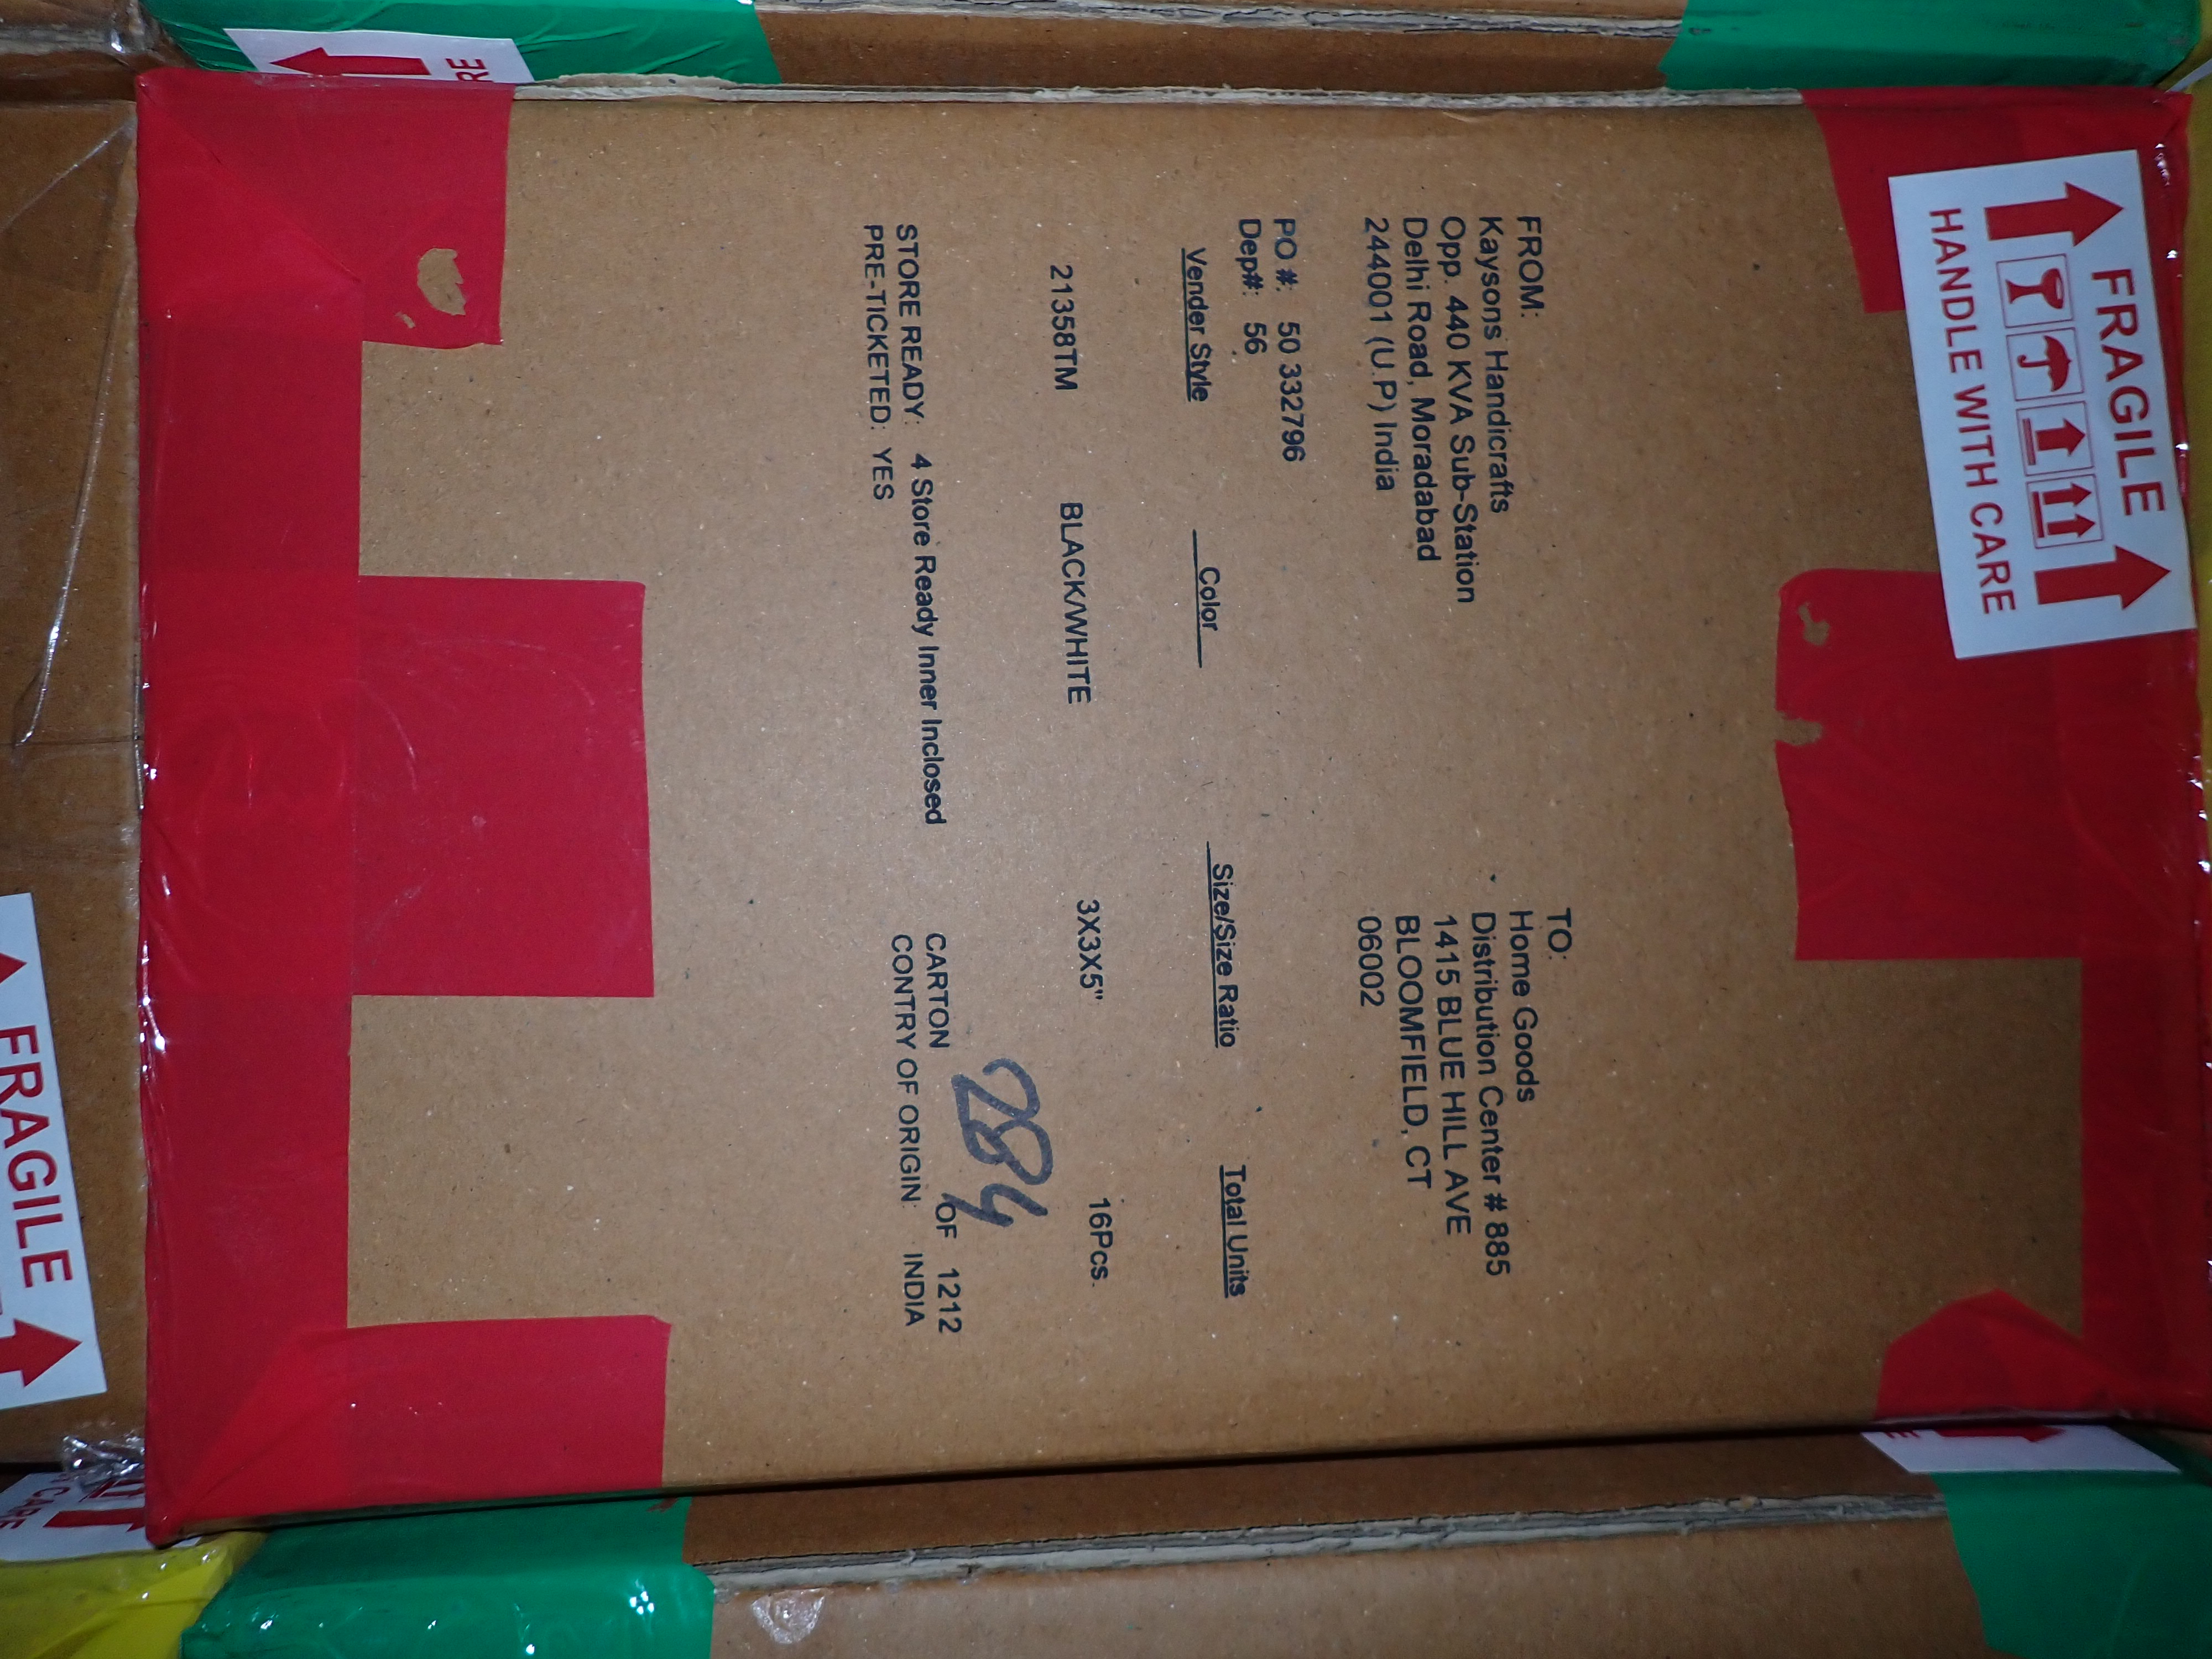 FRAGILE
HANDLE WITH CARE
FROM:
Kaysons Handicrafts
Opp. 440 KVA Sub-Station
Delhi Road, Moradabad
244001 (U.P) India
TO:
Home Goods
Distribution Center # 885
1415 BLUE HILL AVE
BLOOMFIELD, CT
06002
PO #: 50 332796
Dep#: 56
Vender Style Color Size/Size Ratio Total Units
21358TM BLACK/WHITE 3X3X5" 16Pcs.
STORE READY: 4 Store Ready Inner Inclosed
PRE-TICKETED: YES
CARTON 284 OF 1212
CONTRY OF ORIGIN: INDIA
FRAGILE
CARE
RE